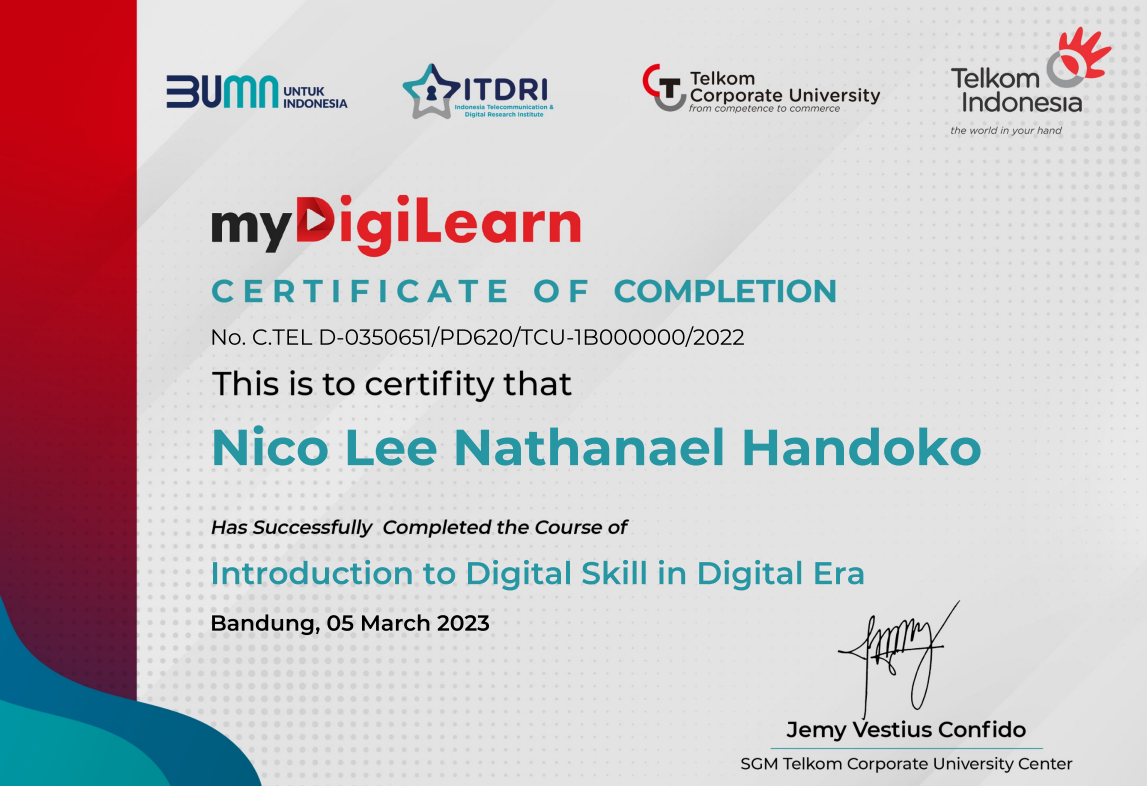 BUMN UNTUK INDONESIA
ITDRI
Indonesia Telecommunication & Digital Research Institute
Telkom Corporate University
from competence to commerce
Telkom Indonesia
the world in your hand
myDigiLearn
CERTIFICATE OF COMPLETION
No. C.TEL D-0350651/PD620/TCU-1B000000/2022
This is to certifity that
Nico Lee Nathanael Handoko
Has Successfully Completed the Course of
Introduction to Digital Skill in Digital Era
Bandung, 05 March 2023
Jemy Vestius Confido
SGM Telkom Corporate University Center